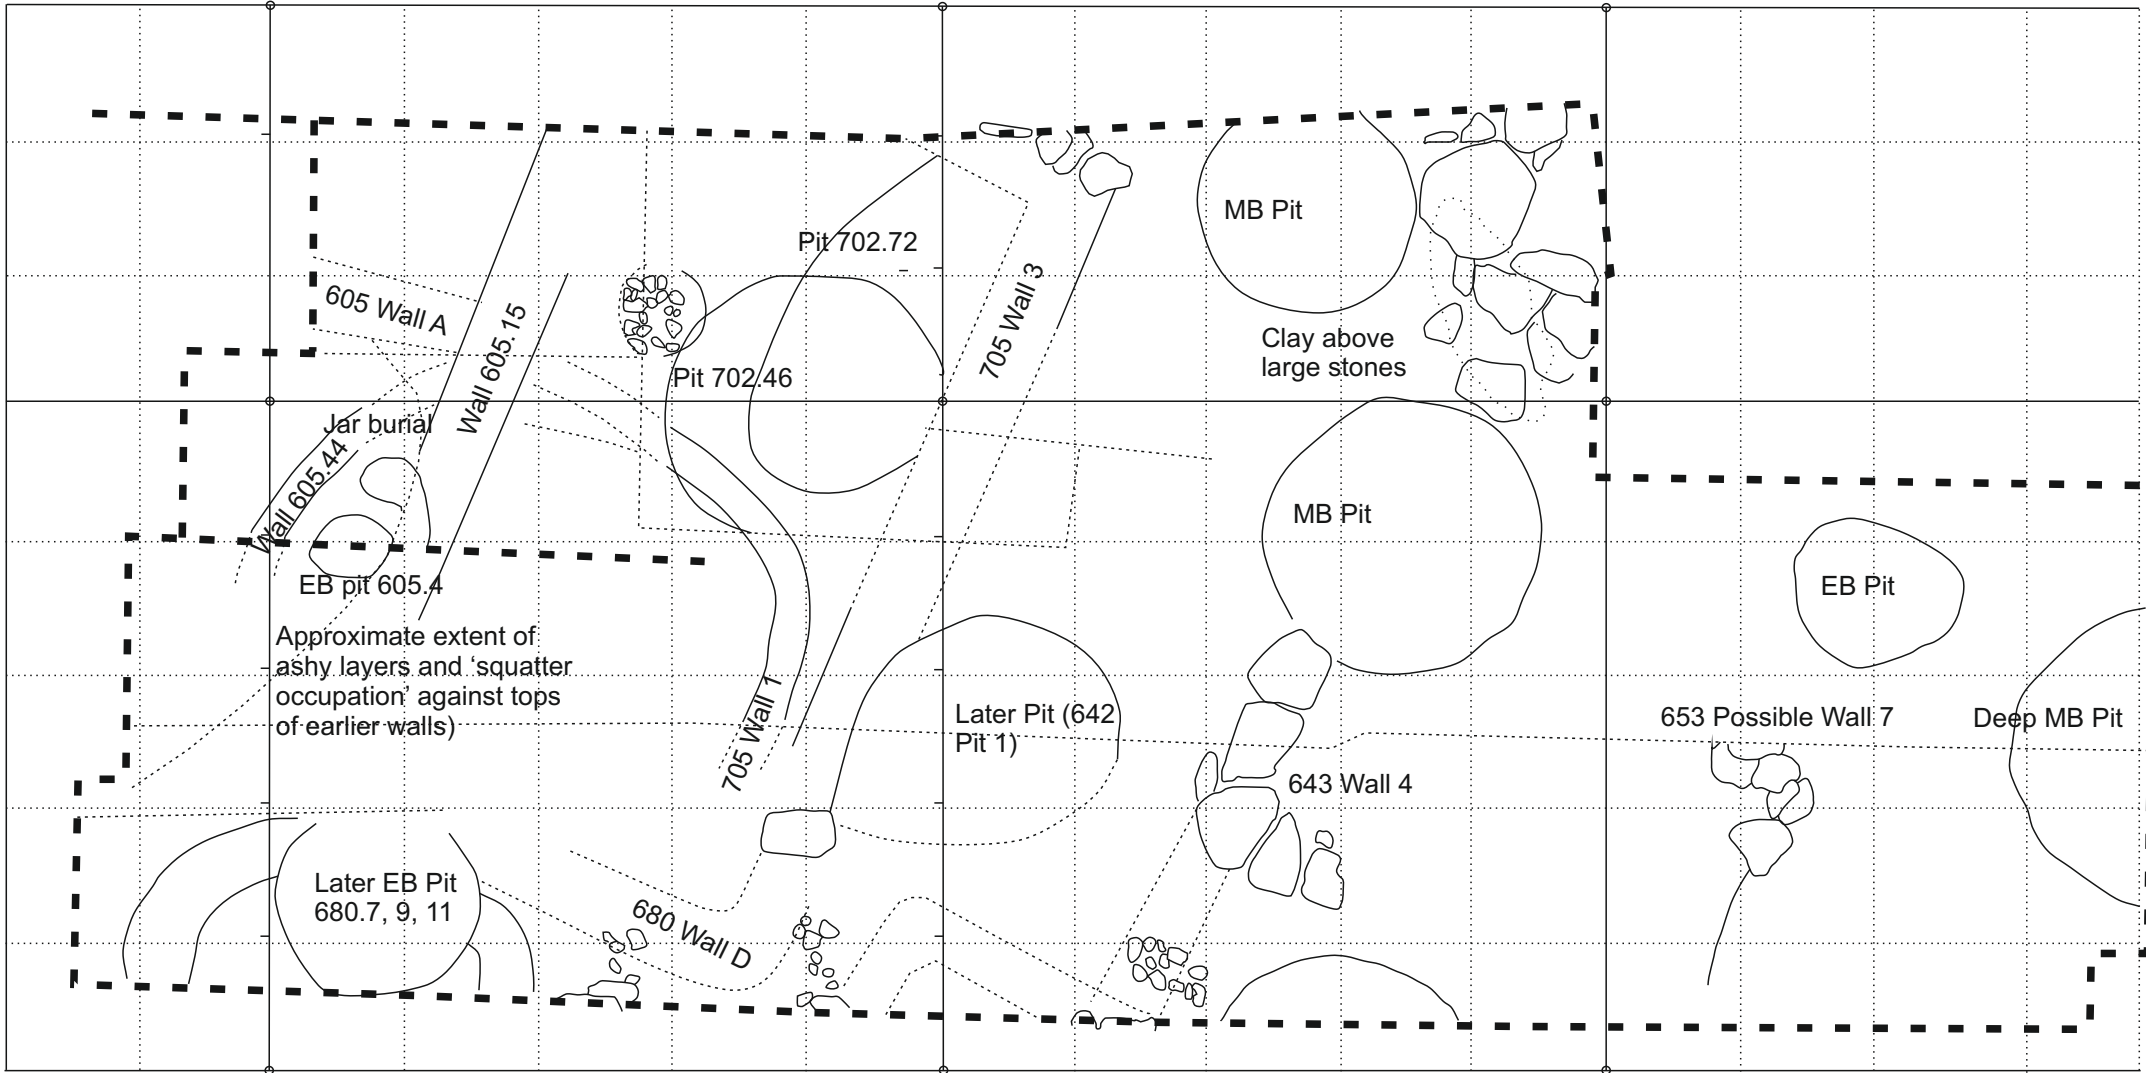 MB Pit
Pit 702.72
605 Wall A
Wall 605.15
705 Wall 3
Clay above
large stones
Pit 702.46
Jar burial
Wall 605.44
MB Pit
EB pit 605.4
EB Pit
Approximate extent of
ashy layers and ‘squatter
occupation’ against tops
of earlier walls)
705 Wall 1
Later Pit (642
Pit 1)
653 Possible Wall 7
Deep MB Pit
643 Wall 4
Later EB Pit
680.7, 9, 11
680 Wall D